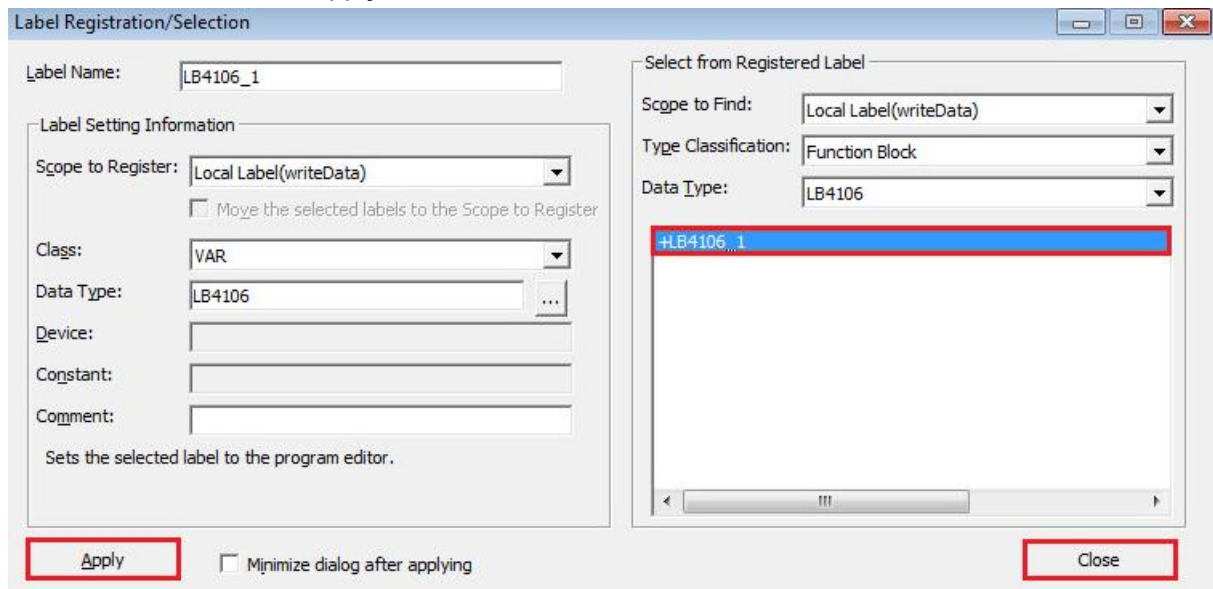 Label Registration/Selection
Label Name: LB4106_1
Label Setting Information
Scope to Register: Local Label(writeData)
Move the selected labels to the Scope to Register
Class: VAR
Data Type: LB4106 ...
Device:
Constant:
Comment:
Sets the selected label to the program editor.
Select from Registered Label
Scope to Find: Local Label(writeData)
Type Classification: Function Block
Data Type: LB4106
+LB4106_1
Apply
Minimize dialog after applying
Close